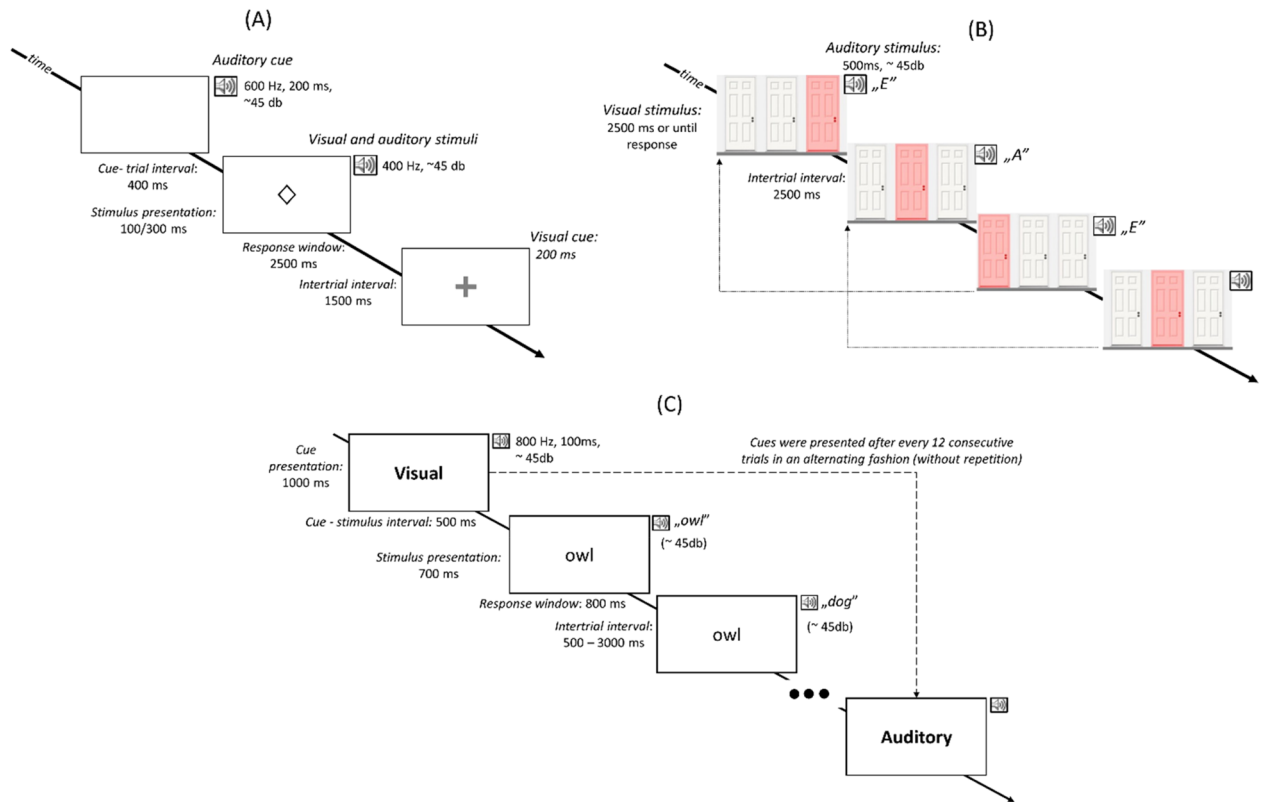 (A)
time
Auditory cue
600 Hz, 200 ms,
~45 db
Visual and auditory stimuli
400 Hz, ~45 db
Cue- trial interval:
400 ms
Stimulus presentation:
100/300 ms
Response window:
2500 ms
Visual cue:
200 ms
Intertrial interval:
1500 ms
(B)
time
Auditory stimulus:
500ms, ~ 45db
„E”
Visual stimulus:
2500 ms or until
response
„A”
Intertrial interval:
2500 ms
„E”
(C)
Cue
presentation:
1000 ms
Visual
800 Hz, 100ms,
~ 45db
Cues were presented after every 12 consecutive
trials in an alternating fashion (without repetition)
Cue - stimulus interval: 500 ms
owl
„owl”
(~ 45db)
Stimulus presentation:
700 ms
Response window: 800 ms
owl
„dog”
(~ 45db)
Intertrial interval:
500 – 3000 ms
Auditory